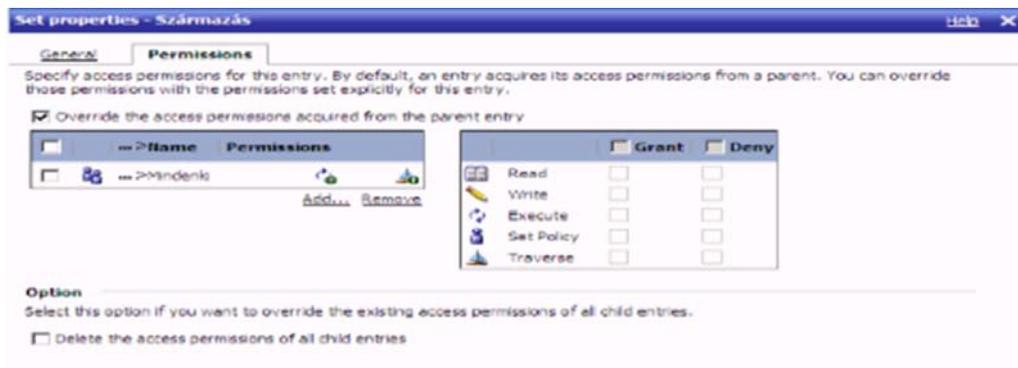 Set properties - Származás
Help
General Permissions
Specify access permissions for this entry. By default, an entry acquires its access permissions from a parent. You can override
those permissions with the permissions set explicitly for this entry.
Override the access permissions acquired from the parent entry
... >Name Permissions
... >Mindenki
Add... Remove
Grant Deny
Read
Write
Execute
Set Policy
Traverse
Option
Select this option if you want to override the existing access permissions of all child entries.
Delete the access permissions of all child entries